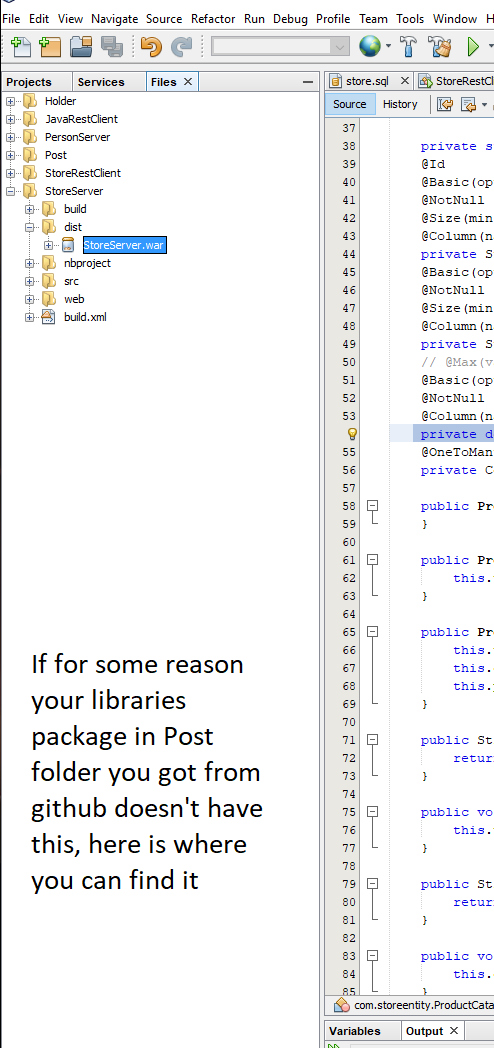 File Edit View Navigate Source Refactor Run Debug Profile Team Tools Window
Projects Services Files
Holder
JavaRestClient
PersonServer
Post
StoreRestClient
StoreServer
build
dist
StoreServer.war
nbproject
src
web
build.xml
If for some reason
your libraries
package in Post
folder you got from
github doesn't have
this, here is where
you can find it
store.sql StoreRestCl
Source History
37
38 private s
39 @Id
40 @Basic(op
41 @NotNull
42 @Size(min
43 @Column(n
44 private S
45 @Basic(op
46 @NotNull
47 @Size(min
48 @Column(n
49 private S
50 // @Max(v
51 @Basic(op
52 @NotNull
53 @Column(n
private d
55 @OneToMan
56 private C
57
58 public Pr
59 }
60
61 public Pr
62 this.
63 }
64
65 public Pr
66 this.
67 this.
68 this.
69 }
70
71 public St
72 retur
73 }
74
75 public vo
76 this.
77 }
78
79 public St
80 retur
81 }
82
83 public vo
84 this.
85 }
com.storeentity.ProductCata
Variables Output